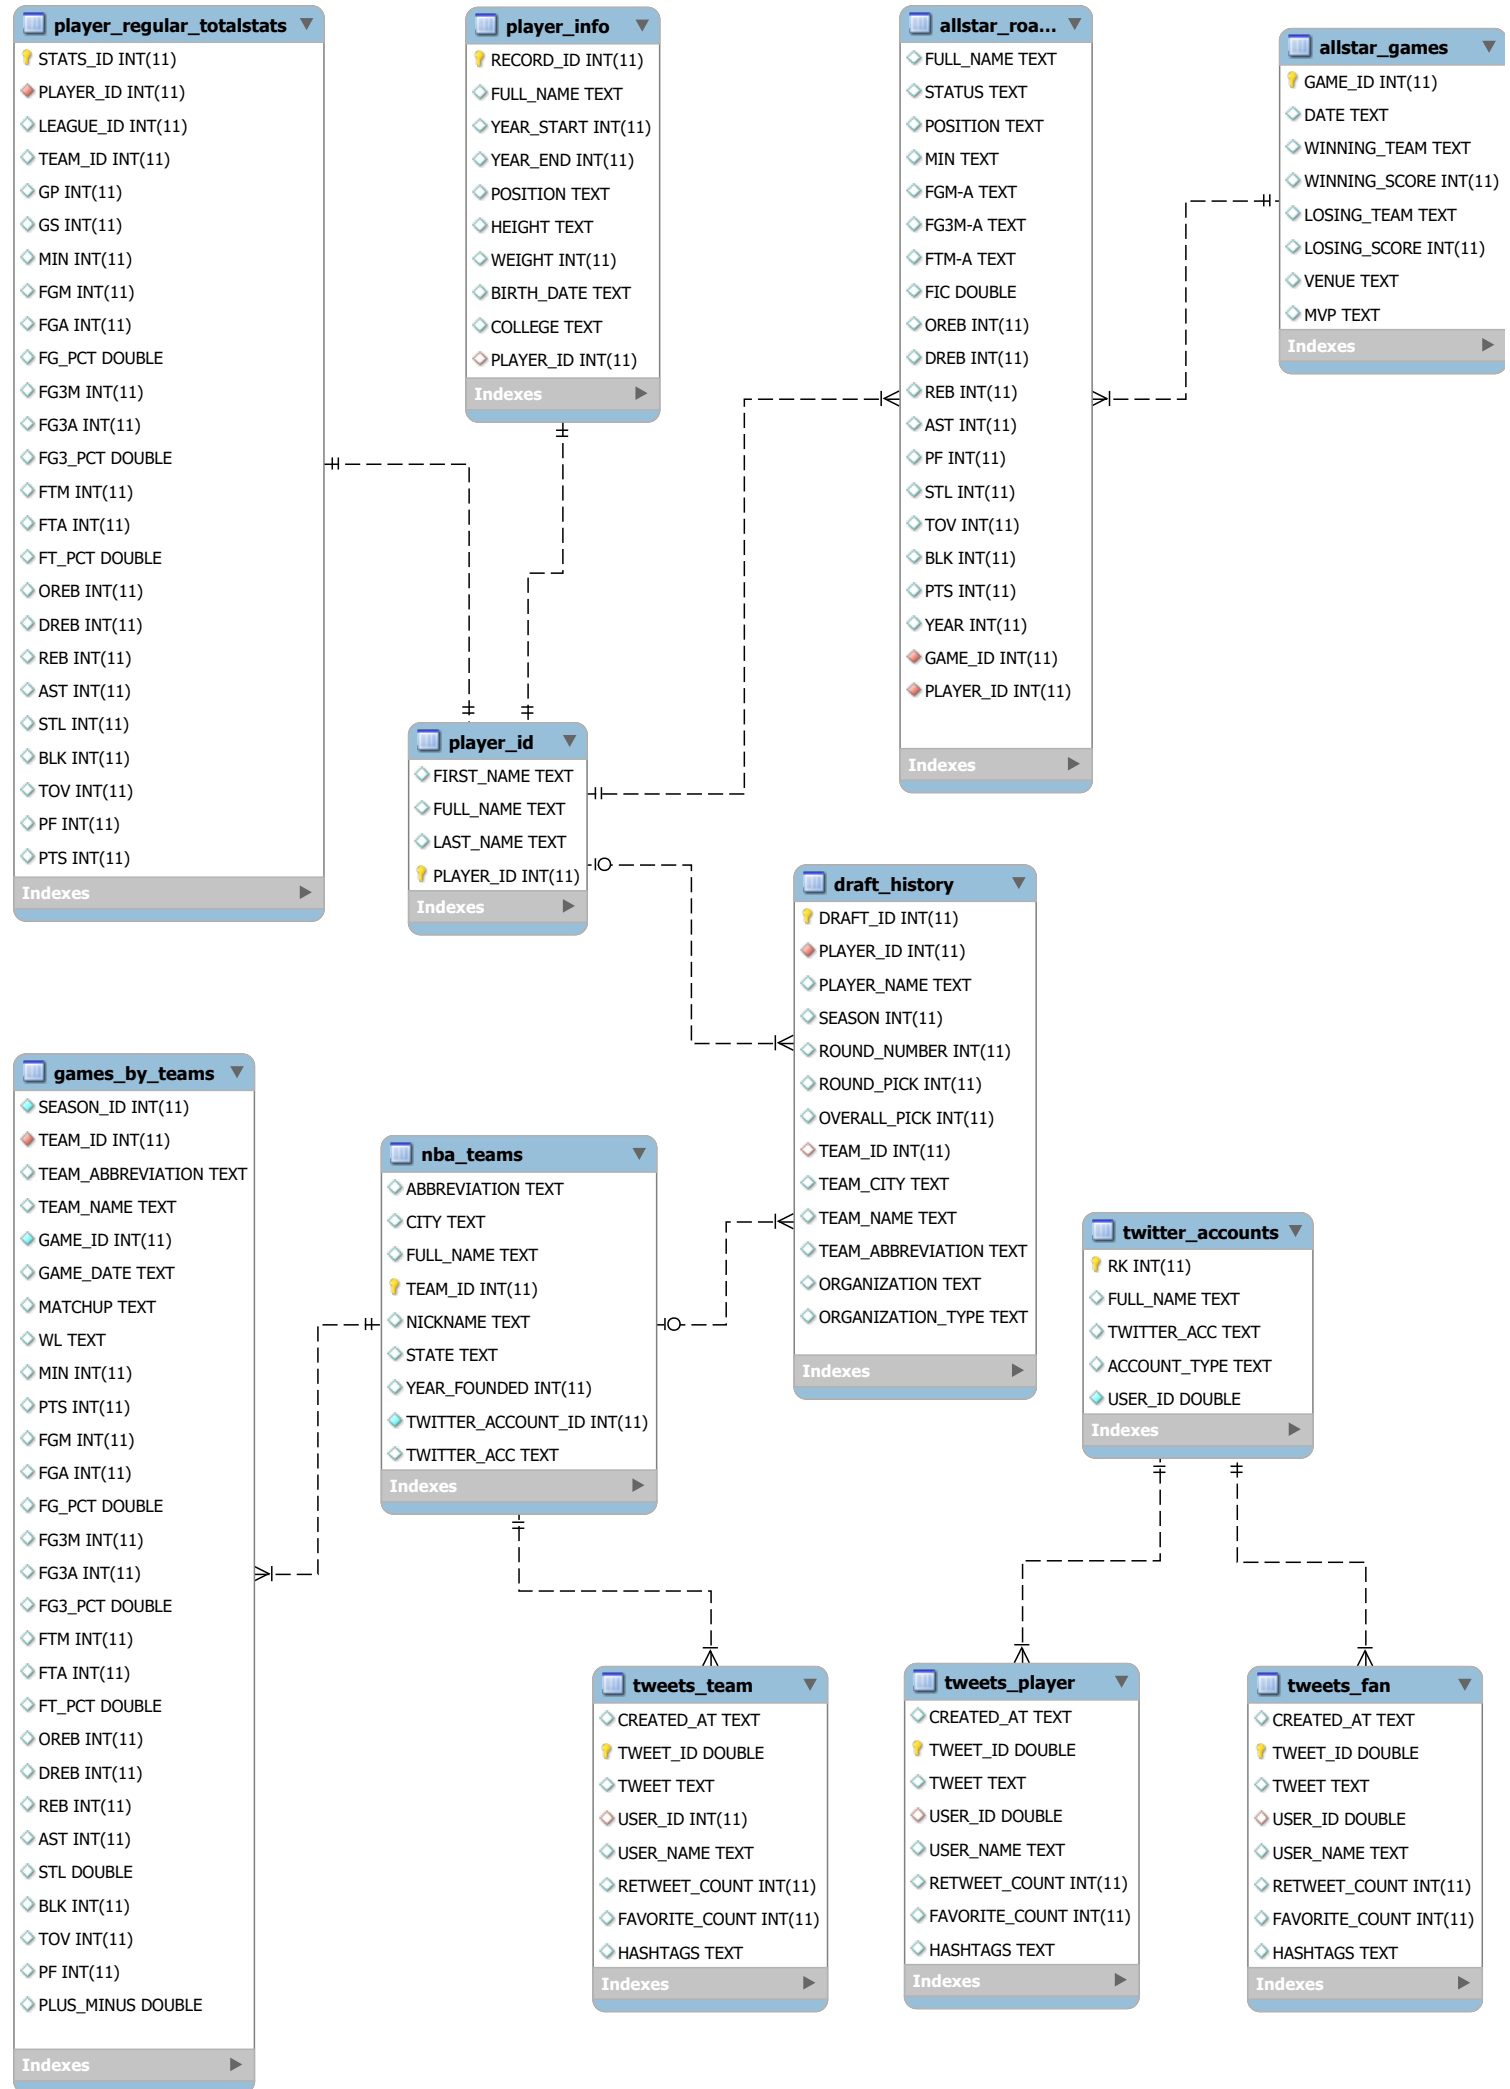 player_regular_totalstats
STATS_ID INT(11)
PLAYER_ID INT(11)
LEAGUE_ID INT(11)
TEAM_ID INT(11)
GP INT(11)
GS INT(11)
MIN INT(11)
FGM INT(11)
FGA INT(11)
FG_PCT DOUBLE
FG3M INT(11)
FG3A INT(11)
FG3_PCT DOUBLE
FTM INT(11)
FTA INT(11)
FT_PCT DOUBLE
OREB INT(11)
DREB INT(11)
REB INT(11)
AST INT(11)
STL INT(11)
BLK INT(11)
TOV INT(11)
PF INT(11)
PTS INT(11)
Indexes
player_info
RECORD_ID INT(11)
FULL_NAME TEXT
YEAR_START INT(11)
YEAR_END INT(11)
POSITION TEXT
HEIGHT TEXT
WEIGHT INT(11)
BIRTH_DATE TEXT
COLLEGE TEXT
PLAYER_ID INT(11)
Indexes
allstar_roa...
FULL_NAME TEXT
STATUS TEXT
POSITION TEXT
MIN TEXT
FGM-A TEXT
FG3M-A TEXT
FTM-A TEXT
FIC DOUBLE
OREB INT(11)
DREB INT(11)
REB INT(11)
AST INT(11)
PF INT(11)
STL INT(11)
TOV INT(11)
BLK INT(11)
PTS INT(11)
YEAR INT(11)
GAME_ID INT(11)
PLAYER_ID INT(11)
Indexes
allstar_games
GAME_ID INT(11)
DATE TEXT
WINNING_TEAM TEXT
WINNING_SCORE INT(11)
LOSING_TEAM TEXT
LOSING_SCORE INT(11)
VENUE TEXT
MVP TEXT
Indexes
player_id
FIRST_NAME TEXT
FULL_NAME TEXT
LAST_NAME TEXT
PLAYER_ID INT(11)
Indexes
draft_history
DRAFT_ID INT(11)
PLAYER_ID INT(11)
PLAYER_NAME TEXT
SEASON INT(11)
ROUND_NUMBER INT(11)
ROUND_PICK INT(11)
OVERALL_PICK INT(11)
TEAM_ID INT(11)
TEAM_CITY TEXT
TEAM_NAME TEXT
TEAM_ABBREVIATION TEXT
ORGANIZATION TEXT
ORGANIZATION_TYPE TEXT
Indexes
games_by_teams
SEASON_ID INT(11)
TEAM_ID INT(11)
TEAM_ABBREVIATION TEXT
TEAM_NAME TEXT
GAME_ID INT(11)
GAME_DATE TEXT
MATCHUP TEXT
WL TEXT
MIN INT(11)
PTS INT(11)
FGM INT(11)
FGA INT(11)
FG_PCT DOUBLE
FG3M INT(11)
FG3A INT(11)
FG3_PCT DOUBLE
FTM INT(11)
FTA INT(11)
FT_PCT DOUBLE
OREB INT(11)
DREB INT(11)
REB INT(11)
AST INT(11)
STL DOUBLE
BLK INT(11)
TOV INT(11)
PF INT(11)
PLUS_MINUS DOUBLE
Indexes
nba_teams
ABBREVIATION TEXT
CITY TEXT
FULL_NAME TEXT
TEAM_ID INT(11)
NICKNAME TEXT
STATE TEXT
YEAR_FOUNDED INT(11)
TWITTER_ACCOUNT_ID INT(11)
TWITTER_ACC TEXT
Indexes
twitter_accounts
RK INT(11)
FULL_NAME TEXT
TWITTER_ACC TEXT
ACCOUNT_TYPE TEXT
USER_ID DOUBLE
Indexes
tweets_team
CREATED_AT TEXT
TWEET_ID DOUBLE
TWEET TEXT
USER_ID INT(11)
USER_NAME TEXT
RETWEET_COUNT INT(11)
FAVORITE_COUNT INT(11)
HASHTAGS TEXT
Indexes
tweets_player
CREATED_AT TEXT
TWEET_ID DOUBLE
TWEET TEXT
USER_ID DOUBLE
USER_NAME TEXT
RETWEET_COUNT INT(11)
FAVORITE_COUNT INT(11)
HASHTAGS TEXT
Indexes
tweets_fan
CREATED_AT TEXT
TWEET_ID DOUBLE
TWEET TEXT
USER_ID DOUBLE
USER_NAME TEXT
RETWEET_COUNT INT(11)
FAVORITE_COUNT INT(11)
HASHTAGS TEXT
Indexes